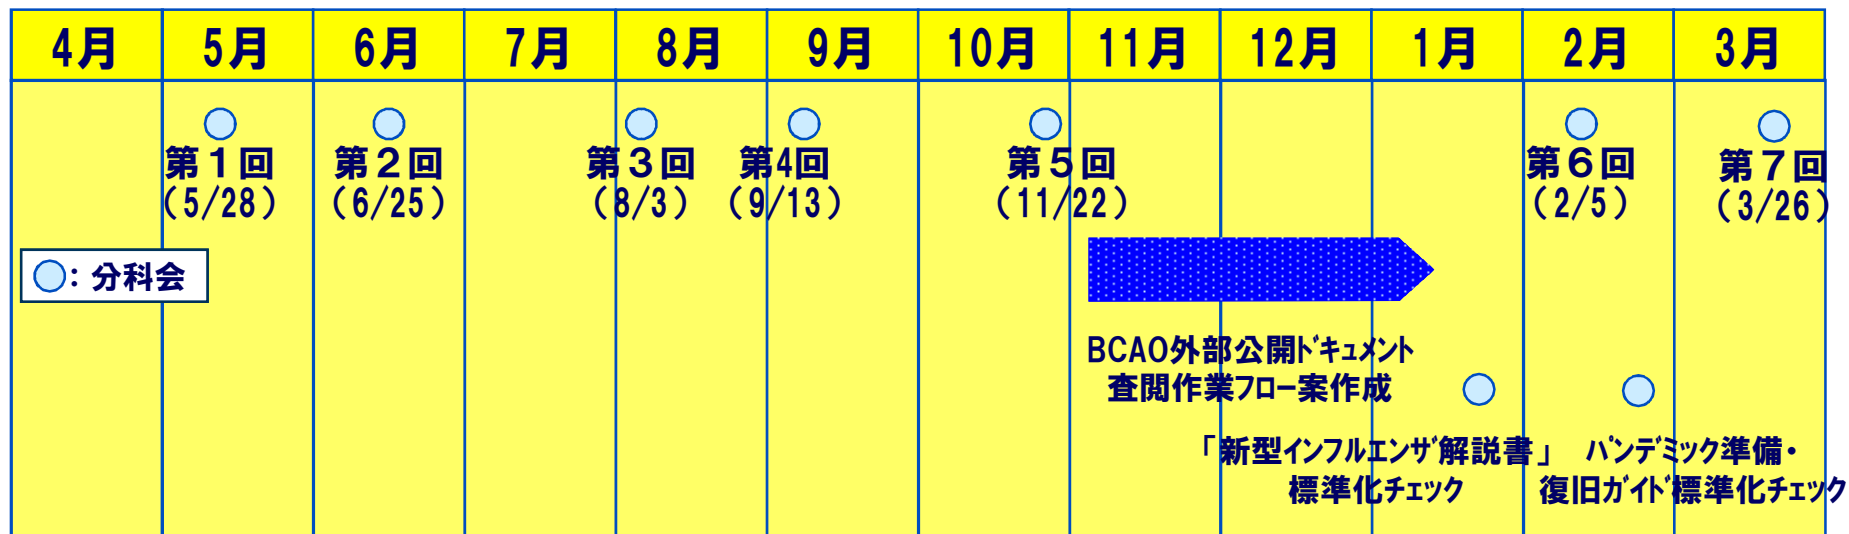 4月 5月 6月 7月 8月 9月 10月 11月 12月 1月 2月 3月
第１回 第２回 第３回 第4回 第５回 第６回 第７回
（5/28） （6/25） （8/3） （9/13） （11/22） （2/5） （3/26）
：分科会
BCAO外部公開ﾄﾞｷｭﾒﾝﾄ
査閲作業ﾌﾛｰ案作成
「新型ｲﾝﾌﾙｴﾝｻﾞ解説書」
標準化ﾁｪｯｸ
ﾊﾟﾝﾃﾞﾐｯｸ準備・
復旧ｶﾞｲﾄﾞ標準化ﾁｪｯｸ